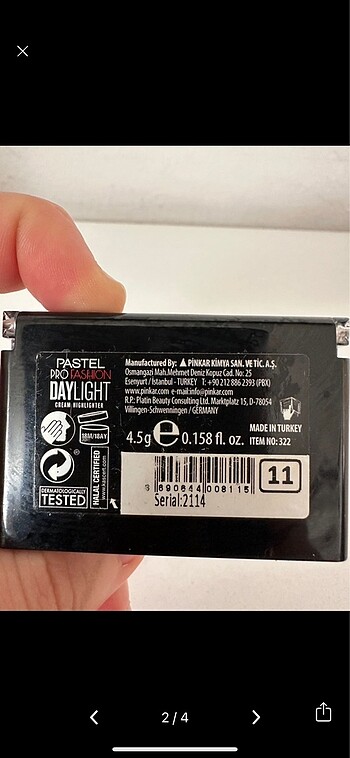 PASTEL
PRO FASHION
DAYLIGHT
CREAM HIGHLIGHTER
18M/18AY
DERMATOLOGICALLY
TESTED
HALAL CERTIFIED
Manufactured By: PİNKAR KİMYA SAN. VE TİC. A.Ş.
Osmangazi Mah.Mehmet Deniz Kopuz Cad. No: 25
Esenyurt / Istanbul - TURKEY T: +90 212 886 2393 (PBX)
www.pinkar.com e-mail:info@pinkar.com
R.P.: Platin Beauty Consulting Ltd. Marktplatz 15, D-78054
Villingen-Schwenningen / GERMANY
4.5g e 0.158 fl. oz.
MADE IN TURKEY
ITEM NO: 322
8 690644 008115
11
Serial:2114
2/4